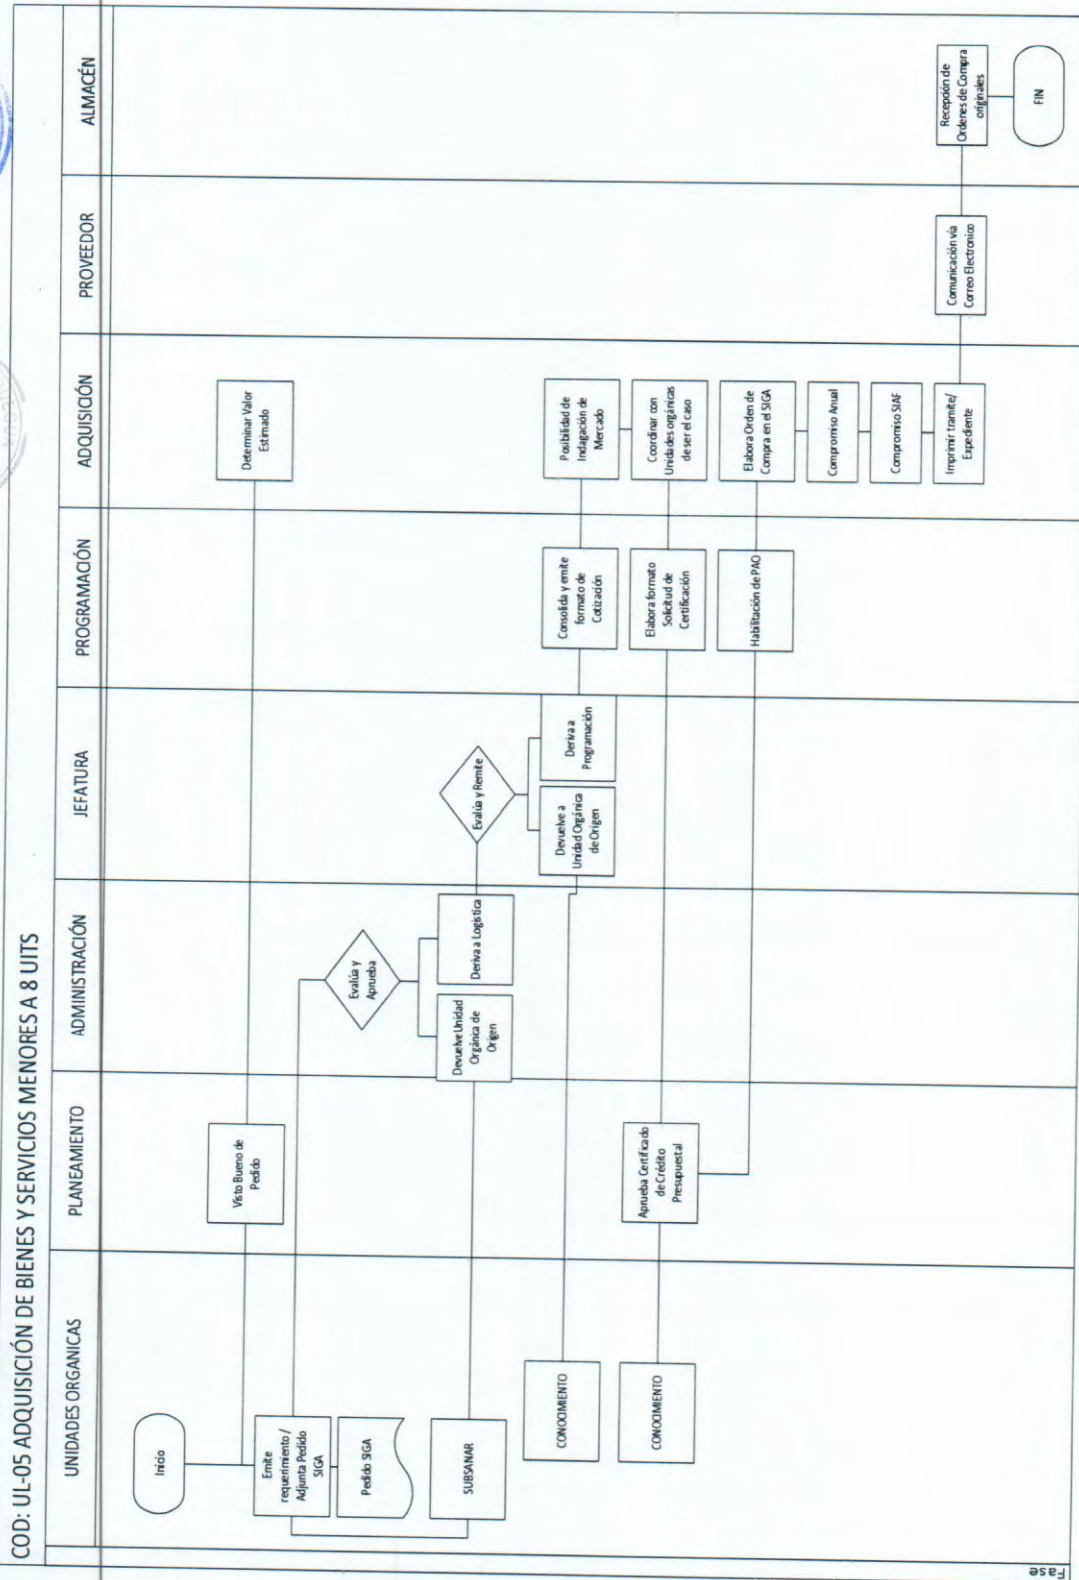 COD: UL-05 ADQUISICIÓN DE BIENES Y SERVICIOS MENORES A 8 UITS
UNIDADES ORGANICAS
PLANEAMIENTO
ADMINISTRACIÓN
JEFATURA
PROGRAMACIÓN
ADQUISICIÓN
PROVEEDOR
ALMACÉN
Inicio
Visto Bueno de
Pedido
Determinar Valor
Estimado
Emite
requerimiento /
Adjunta Pedido
SIGA
Pedido SIGA
Evalúa y
Aprueba
SUBSANAR
Devuelve Unidad
Orgánica de
Origen
Deriva a Logistica
Evalúa y Remite
CONOCIMIENTO
Devuelve a
Unidad Orgánica
de Origen
Deriva a
Programación
Consolida y emite
formato de
Cotización
Posibilidad de
Indagación de
Mercado
CONOCIMIENTO
Aprueba Certificado
de Crédito
Presupuestal
Elabora formato
Solicitud de
Certificación
Coordinar con
Unidades orgánicas
de ser el caso
Habilitación de PAO
Elabora Orden de
Compra en el SIGA
Compromiso Anual
Compromiso SIAF
Imprimir tramite/
Expediente
Comunicación vía
Correo Electronico
Recepción de
Ordenes de Compra
originales
FIN
Fase